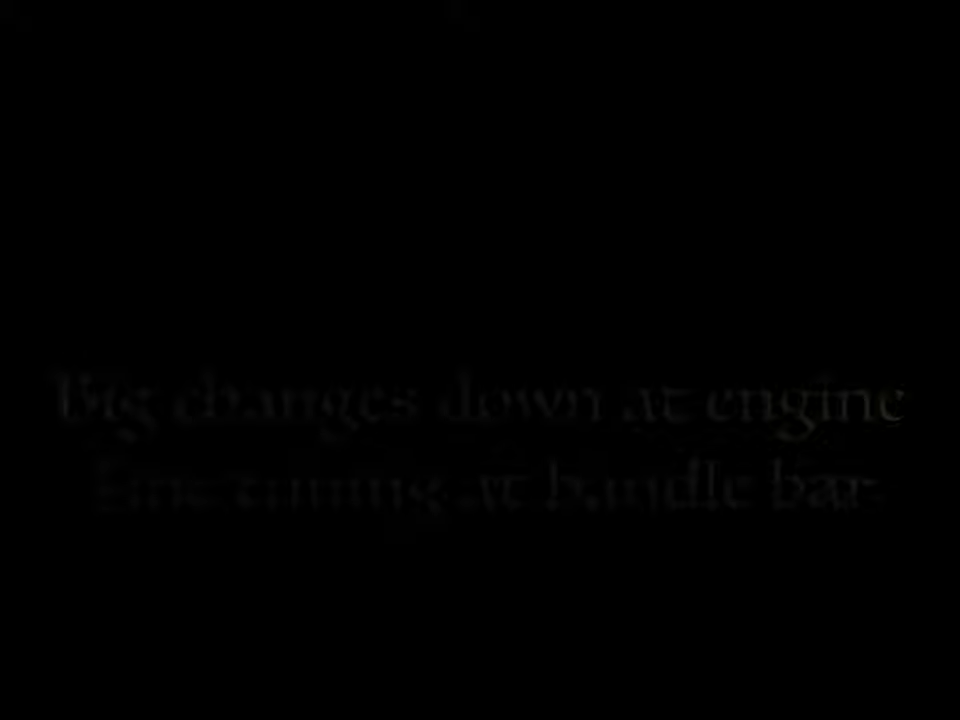 Big changes down at engine
Fine tuning at handle bar